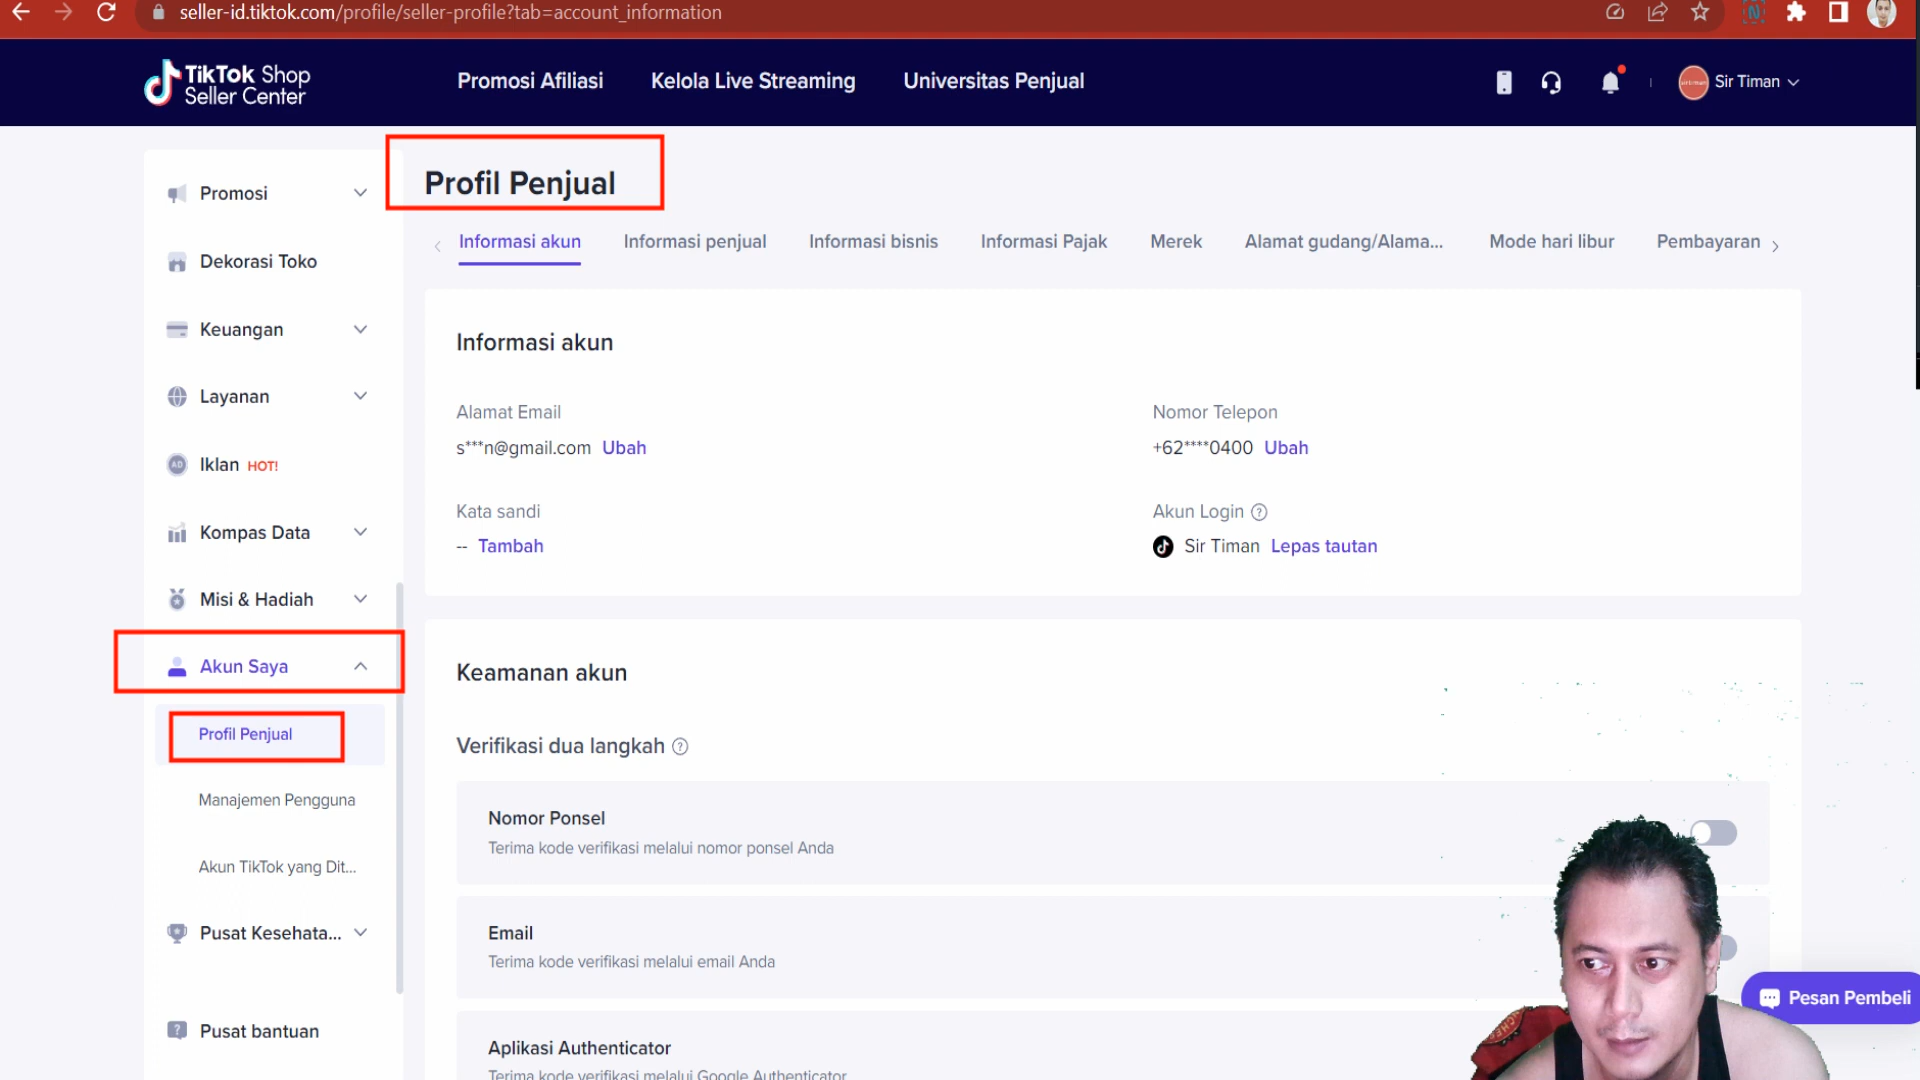 seller-id.tiktok.com/profile/seller-profile?tab=account_information
TikTok Shop
Seller Center
Promosi Afiliasi
Kelola Live Streaming
Universitas Penjual
Sir Timan
Promosi
Dekorasi Toko
Keuangan
Layanan
AD
Iklan HOT!
Kompas Data
Misi & Hadiah
Akun Saya
Profil Penjual
Manajemen Pengguna
Akun TikTok yang Dit...
Pusat Kesehata...
Pusat bantuan
Profil Penjual
Informasi akun
Informasi penjual
Informasi bisnis
Informasi Pajak
Merek
Alamat gudang/Alama...
Mode hari libur
Pembayaran
Informasi akun
Alamat Email
s***n@gmail.com Ubah
Nomor Telepon
+62****0400 Ubah
Kata sandi
-- Tambah
Akun Login
Sir Timan Lepas tautan
Keamanan akun
Verifikasi dua langkah
Nomor Ponsel
Terima kode verifikasi melalui nomor ponsel Anda
Email
Terima kode verifikasi melalui email Anda
Aplikasi Authenticator
Terima kode verifikasi melalui Google Authenticator
Pesan Pembeli